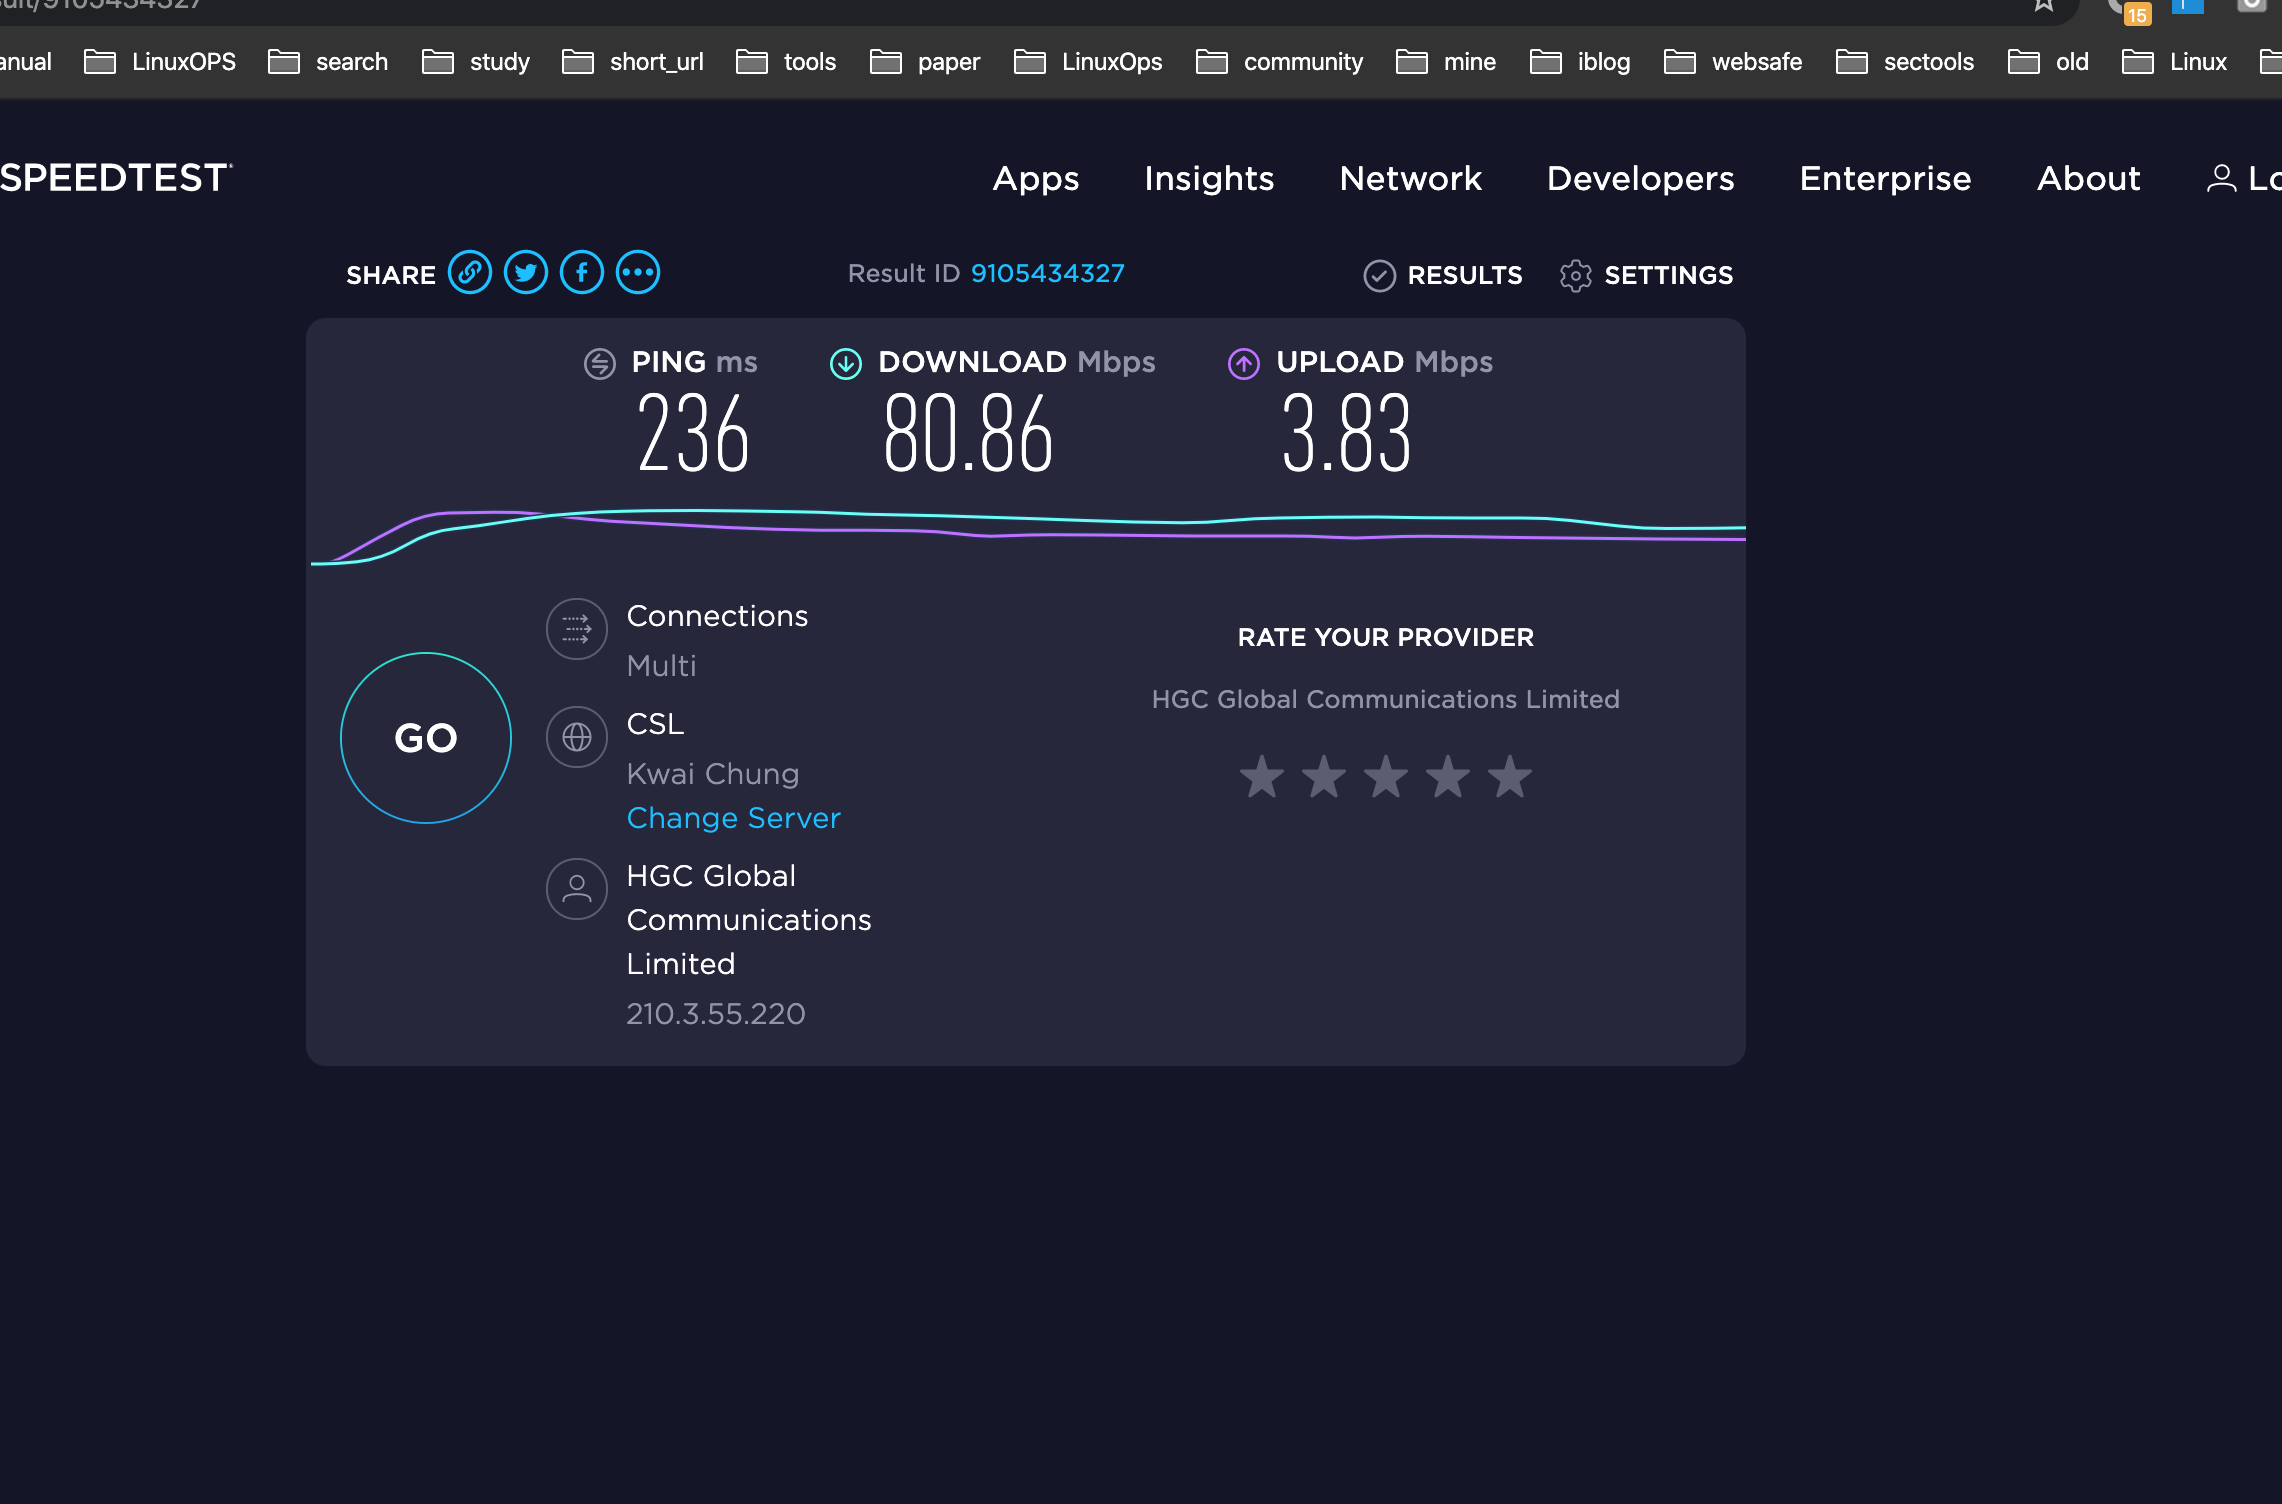 sult/9105434327
15
anual LinuxOPS search study short_url tools paper LinuxOps community mine iblog websafe sectools old Linux
SPEEDTEST
Apps Insights Network Developers Enterprise About Lo
SHARE Result ID 9105434327 RESULTS SETTINGS
PING ms DOWNLOAD Mbps UPLOAD Mbps
236 80.86 3.83
GO
Connections
Multi
CSL
Kwai Chung
Change Server
HGC Global
Communications
Limited
210.3.55.220
RATE YOUR PROVIDER
HGC Global Communications Limited